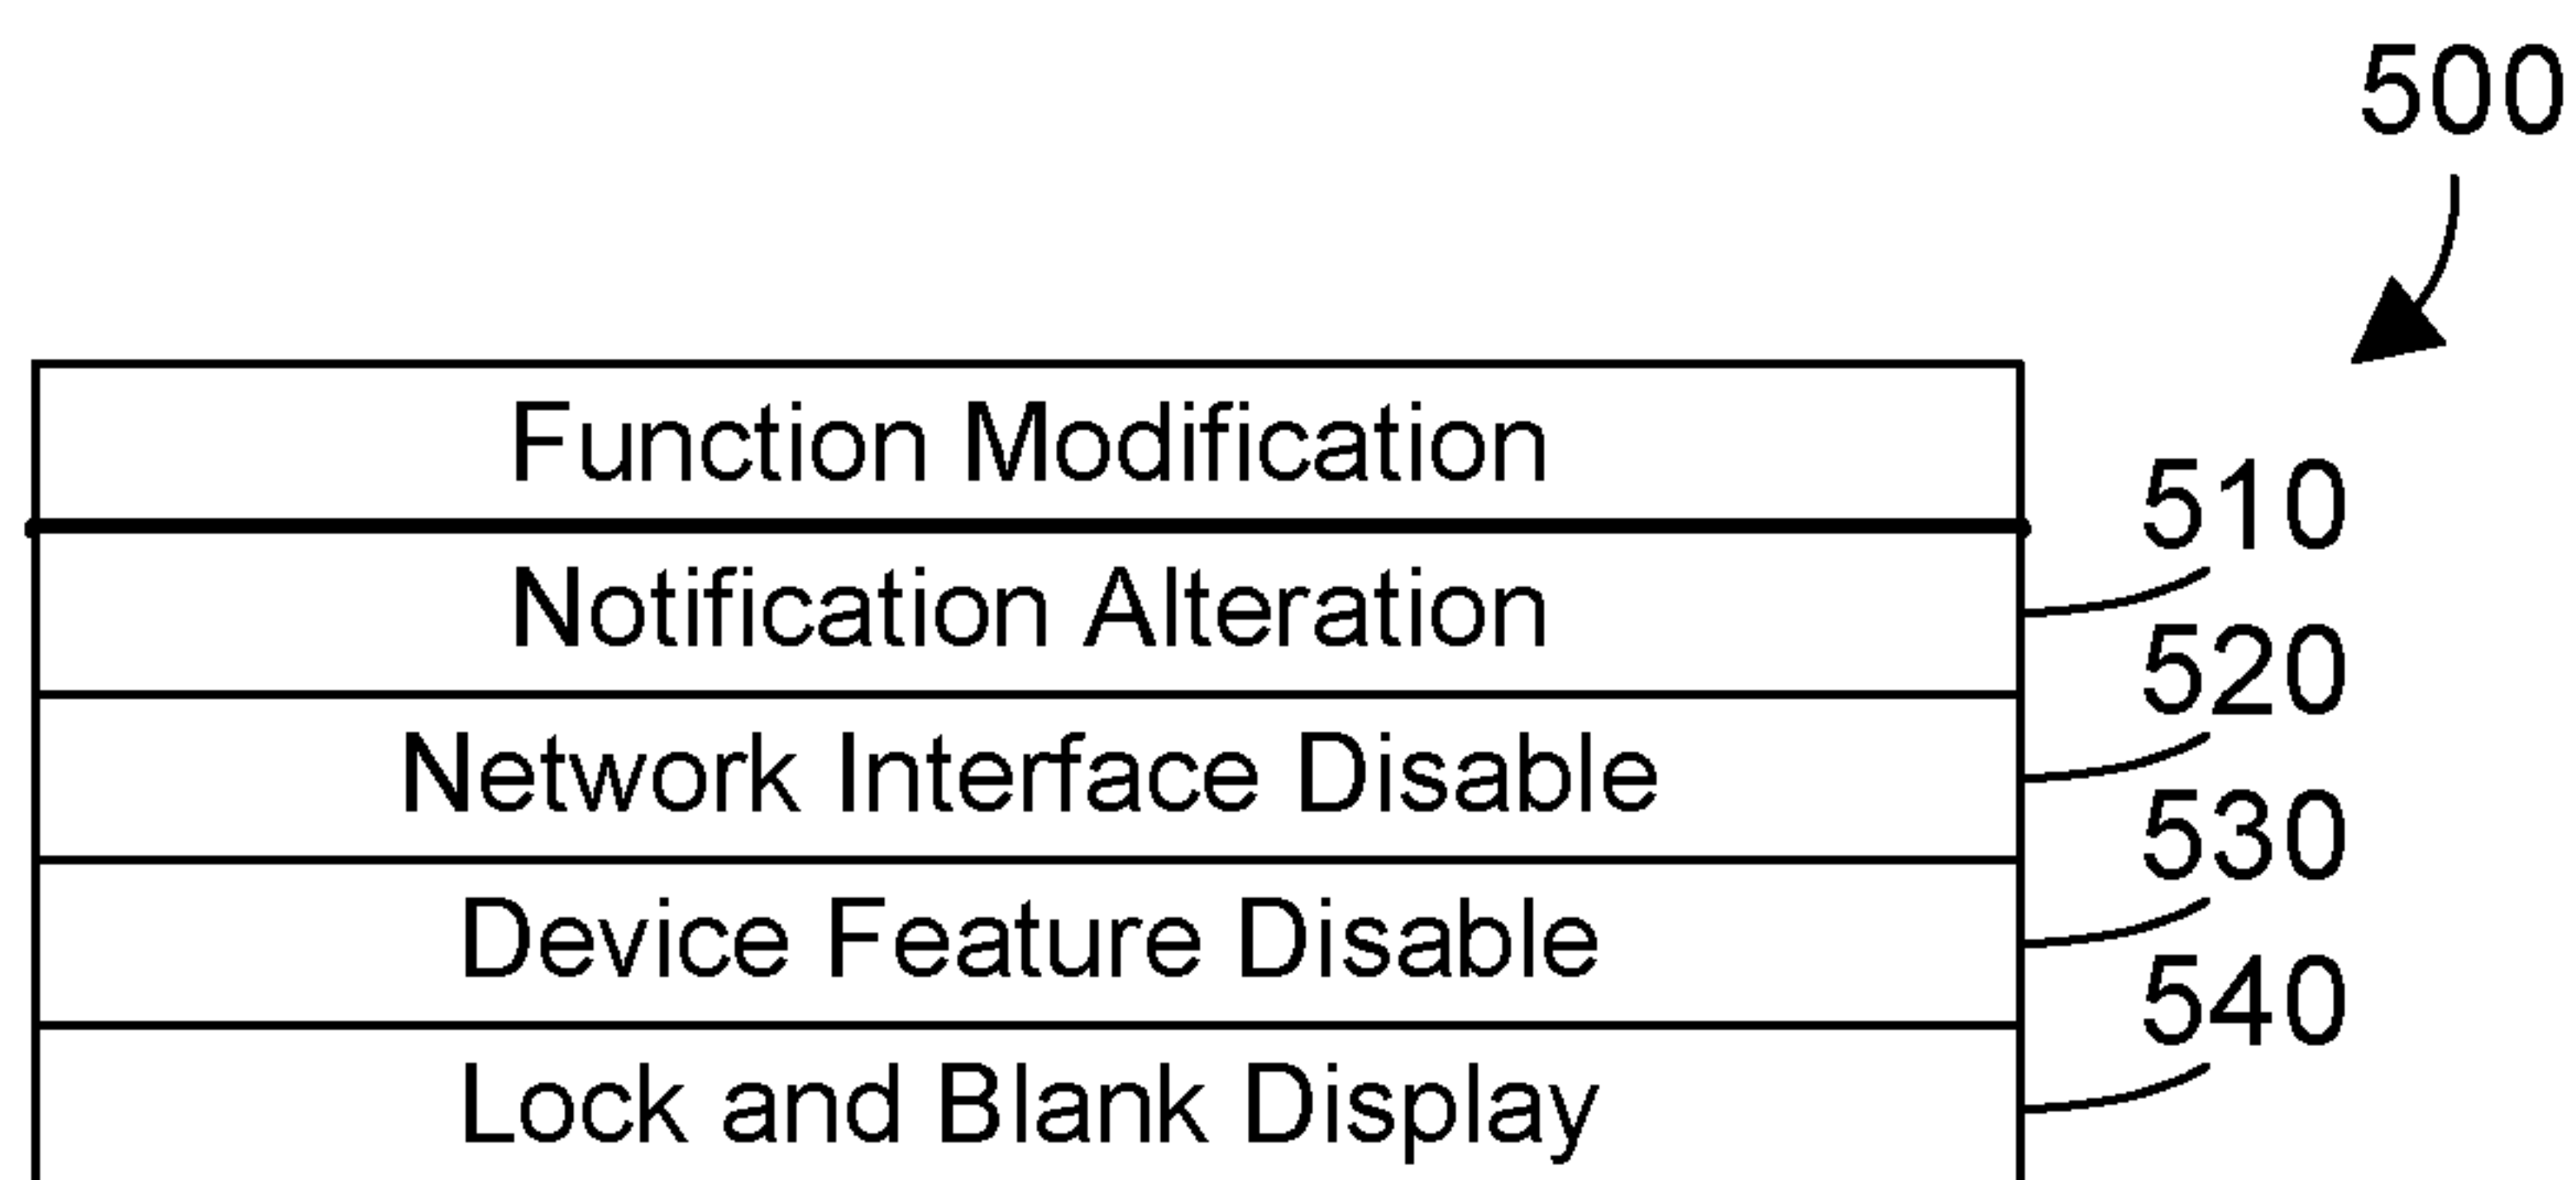 500
Function Modification
510
Notification Alteration
520
Network Interface Disable
530
Device Feature Disable
540
Lock and Blank Display